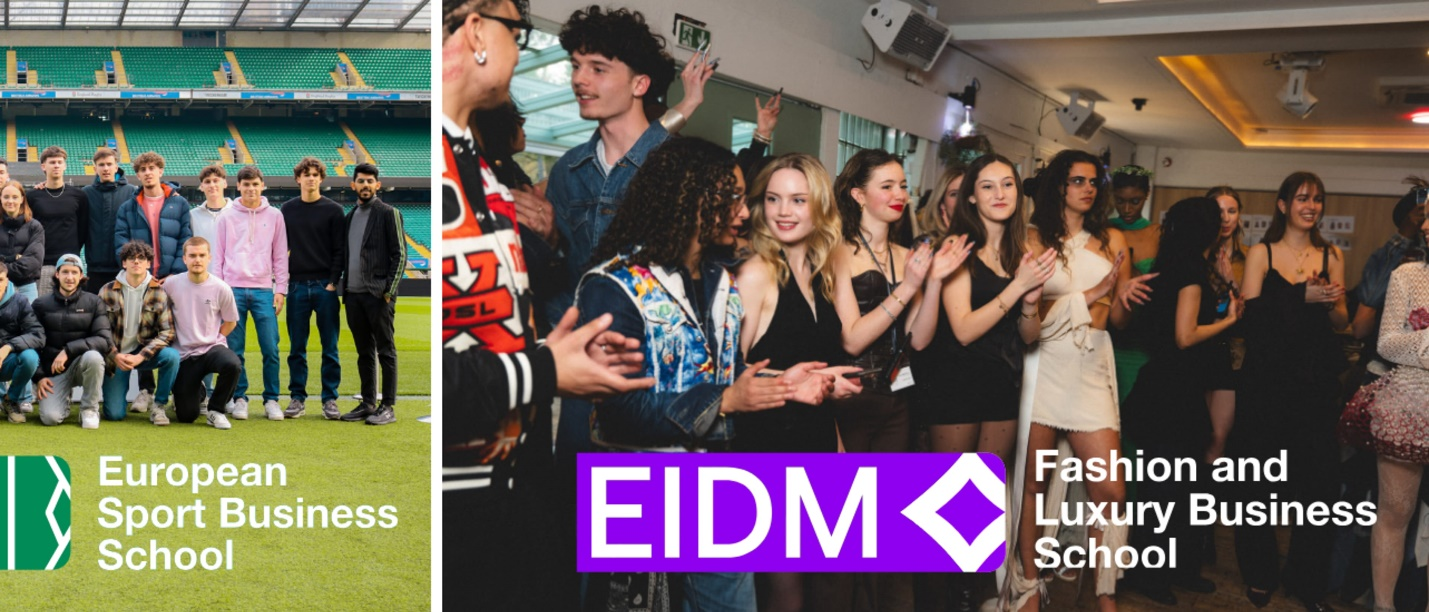 European
Sport Business
School
EIDM
Fashion and
Luxury Business
School